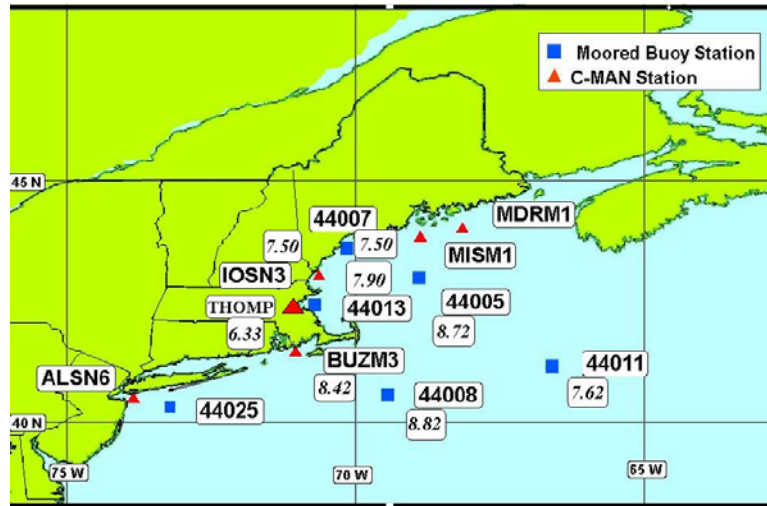 Moored Buoy Station
C-MAN Station
45 N
44007
MDRM1
7.50
7.50
MISM1
IOSN3
7.90
THOMP
44013
44005
6.33
8.72
BUZM3
44011
ALSN6
8.42
44008
7.62
44025
8.82
40 N
75 W
70 W
65 W